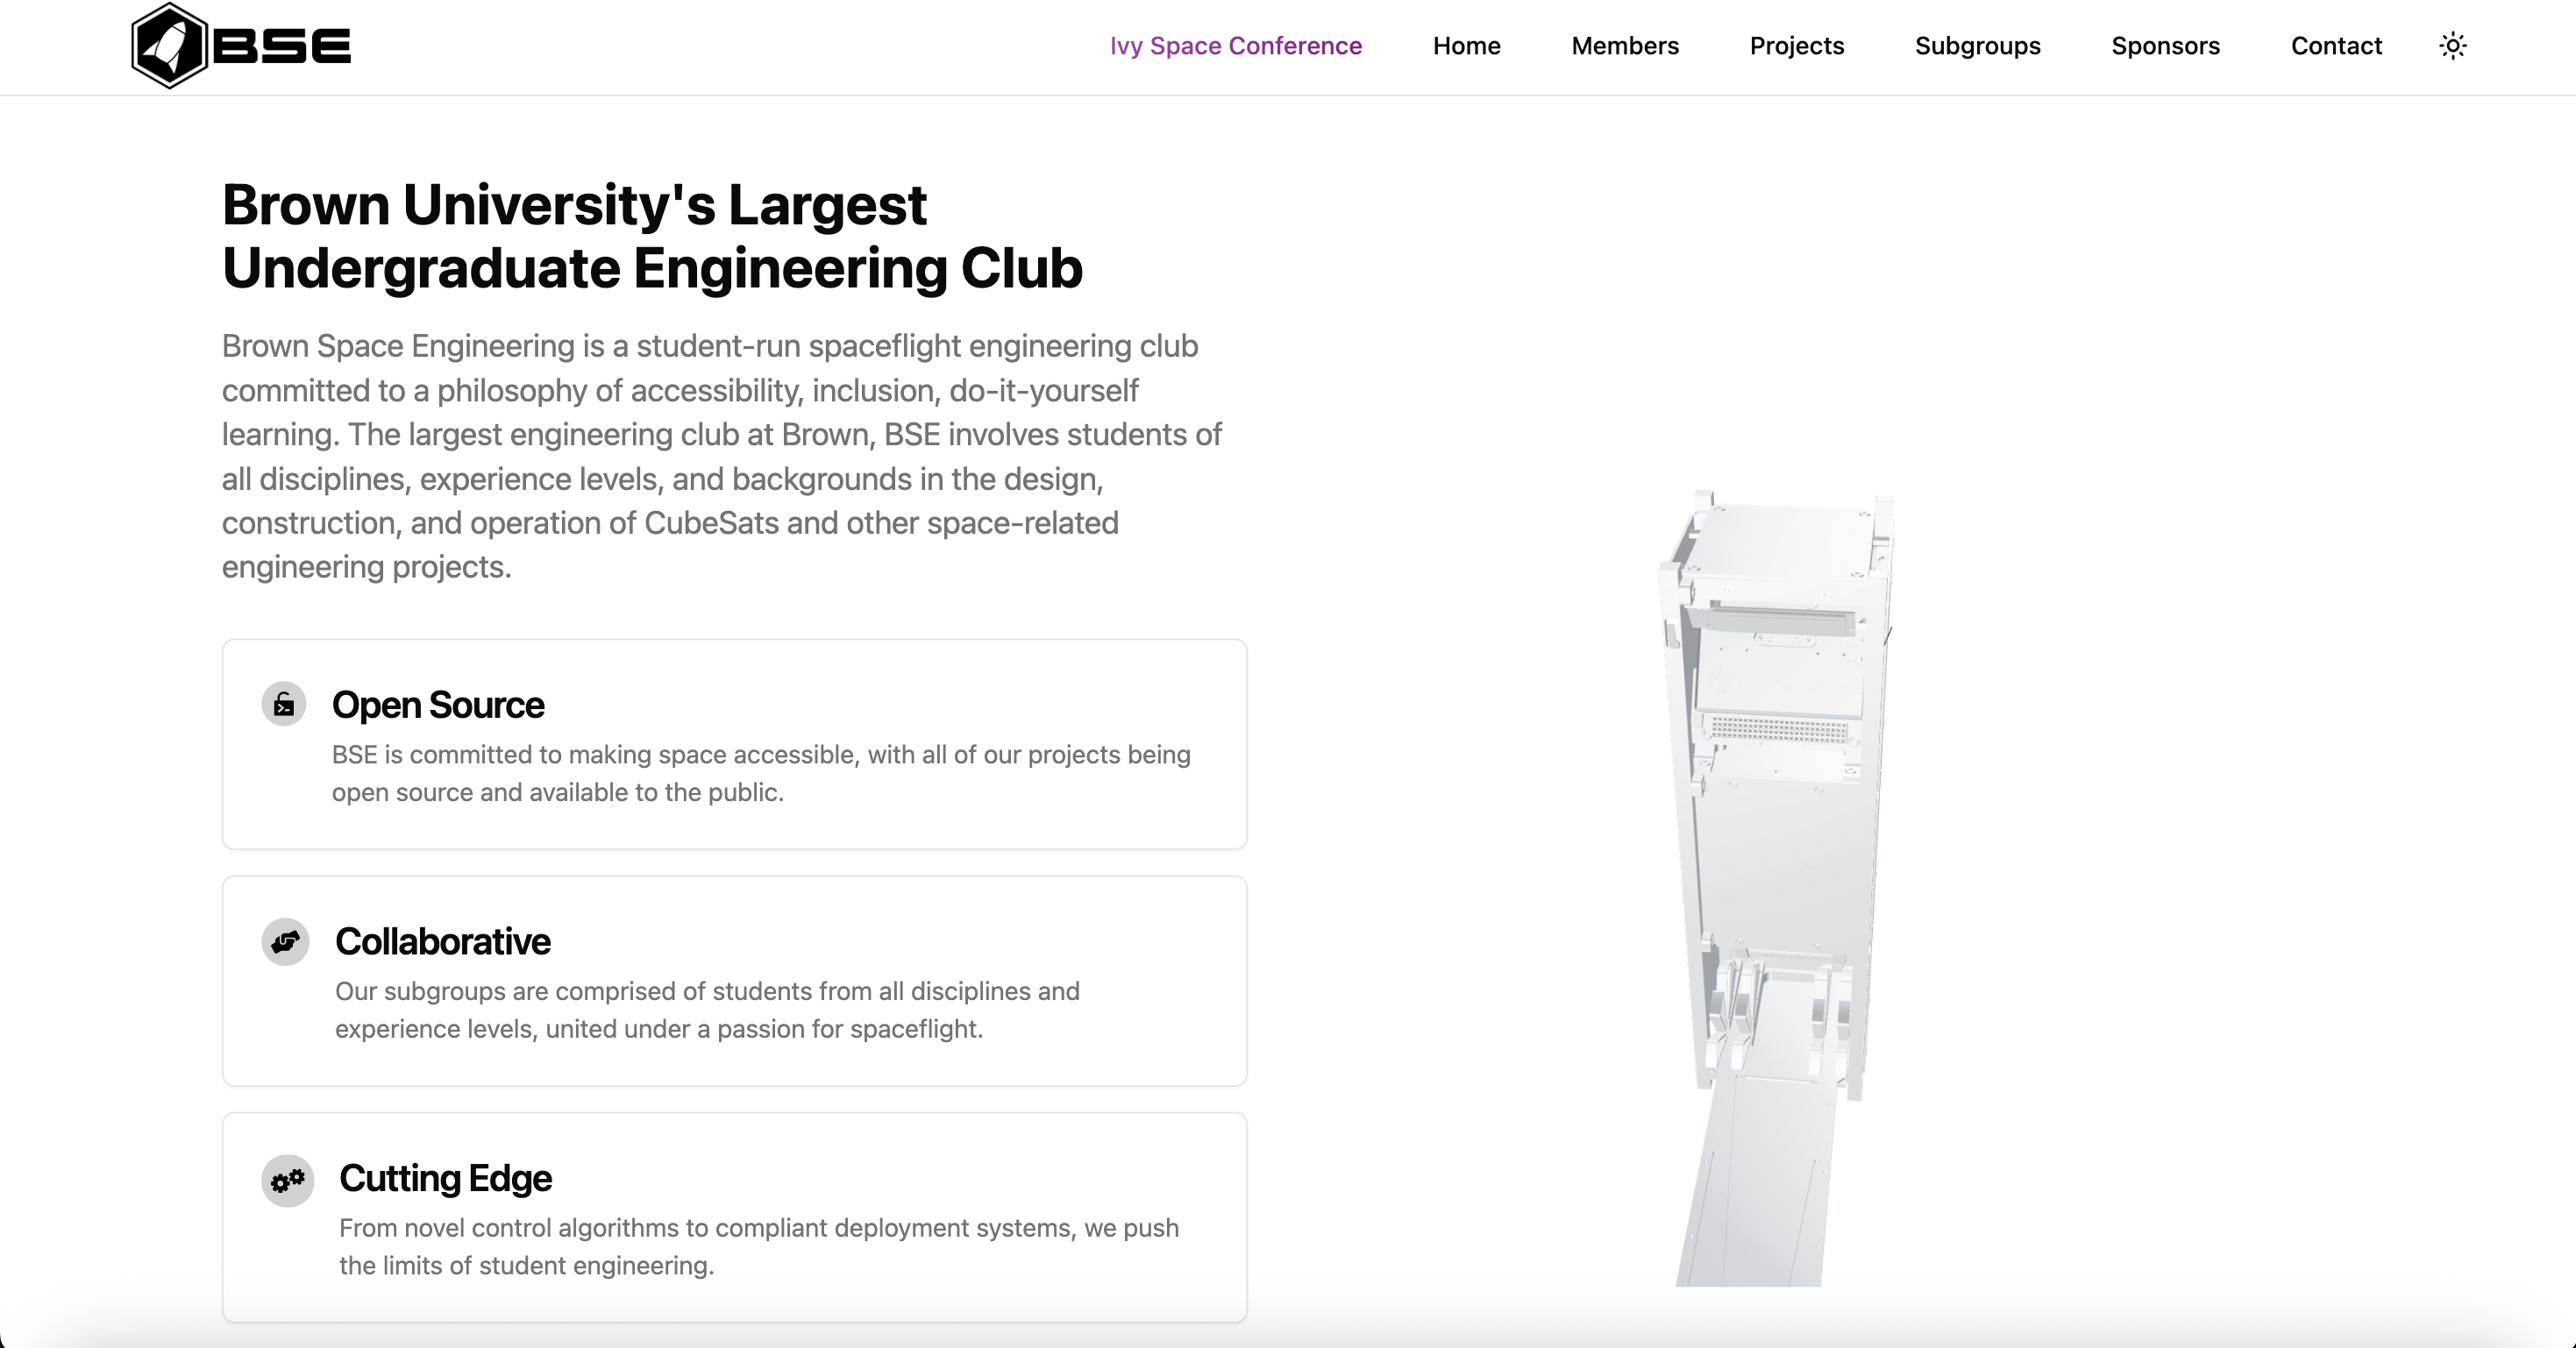 BSE
Ivy Space Conference
Home
Members
Projects
Subgroups
Sponsors
Contact
Brown University's Largest
Undergraduate Engineering Club
Brown Space Engineering is a student-run spaceflight engineering club
committed to a philosophy of accessibility, inclusion, do-it-yourself
learning. The largest engineering club at Brown, BSE involves students of
all disciplines, experience levels, and backgrounds in the design,
construction, and operation of CubeSats and other space-related
engineering projects.
Open Source
BSE is committed to making space accessible, with all of our projects being
open source and available to the public.
Collaborative
Our subgroups are comprised of students from all disciplines and
experience levels, united under a passion for spaceflight.
Cutting Edge
From novel control algorithms to compliant deployment systems, we push
the limits of student engineering.